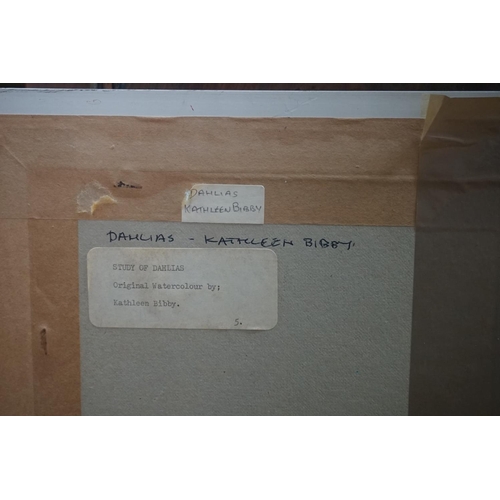 DAHLIAS
KATHLEEN BIBBY
DAHLIAS - KATHLEEN BIBBY.
STUDY OF DAHLIAS
Original Watercolour by;
Kathleen Bibby.
5.